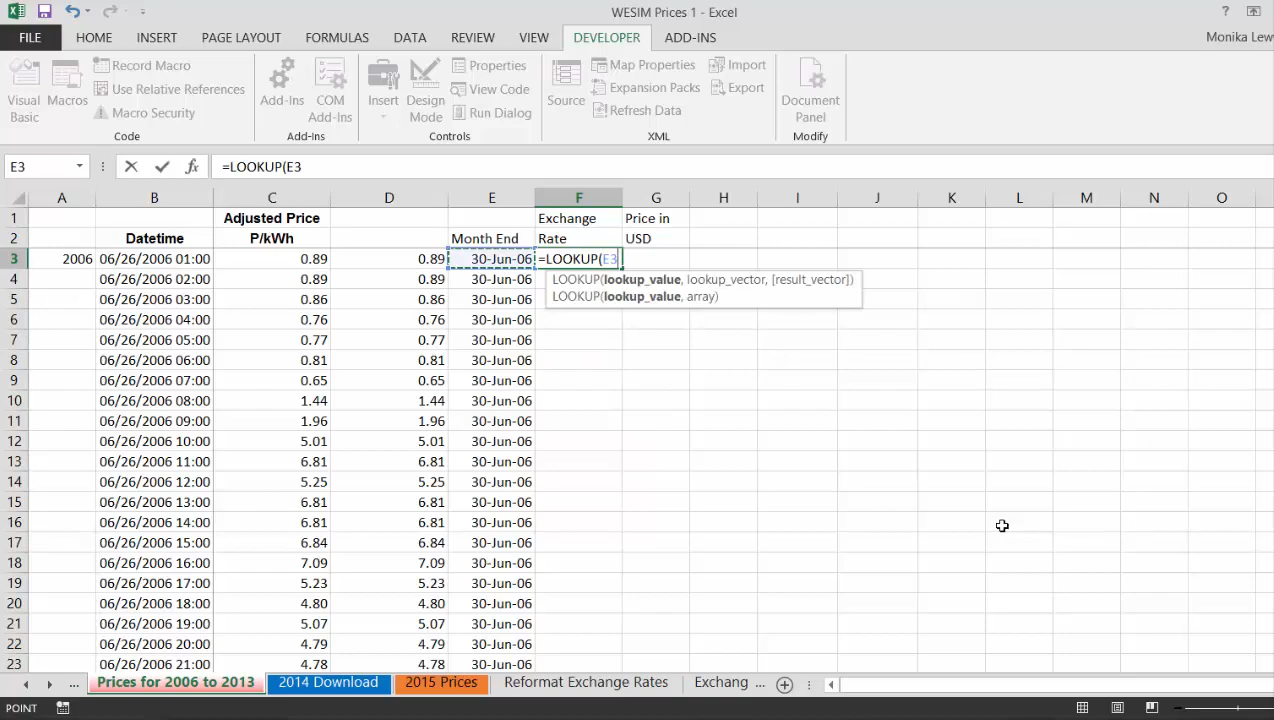 WESIM Prices 1 - Excel
?
FILE HOME INSERT PAGE LAYOUT FORMULAS DATA REVIEW VIEW DEVELOPER ADD-INS Monika Lew
Visual Basic
Macros
Record Macro
Use Relative References
Macro Security
Code
Add-Ins
COM Add-Ins
Add-Ins
Insert
Design Mode
Properties
View Code
Run Dialog
Controls
Source
Map Properties
Expansion Packs
Refresh Data
Import
Export
XML
Document Panel
Modify
E3 fx =LOOKUP(E3
A B C D E F G H I J K L M N O
1 Adjusted Price Exchange Price in
2 Datetime P/kWh Month End Rate USD
3 2006 06/26/2006 01:00 0.89 0.89 30-Jun-06 =LOOKUP(E3
4 06/26/2006 02:00 0.89 0.89 30-Jun-06
LOOKUP(lookup_value, lookup_vector, [result_vector])
5 06/26/2006 03:00 0.86 0.86 30-Jun-06
LOOKUP(lookup_value, array)
6 06/26/2006 04:00 0.76 0.76 30-Jun-06
7 06/26/2006 05:00 0.77 0.77 30-Jun-06
8 06/26/2006 06:00 0.81 0.81 30-Jun-06
9 06/26/2006 07:00 0.65 0.65 30-Jun-06
10 06/26/2006 08:00 1.44 1.44 30-Jun-06
11 06/26/2006 09:00 1.96 1.96 30-Jun-06
12 06/26/2006 10:00 5.01 5.01 30-Jun-06
13 06/26/2006 11:00 6.81 6.81 30-Jun-06
14 06/26/2006 12:00 5.25 5.25 30-Jun-06
15 06/26/2006 13:00 6.81 6.81 30-Jun-06
16 06/26/2006 14:00 6.81 6.81 30-Jun-06
17 06/26/2006 15:00 6.84 6.84 30-Jun-06
18 06/26/2006 16:00 7.09 7.09 30-Jun-06
19 06/26/2006 17:00 5.23 5.23 30-Jun-06
20 06/26/2006 18:00 4.80 4.80 30-Jun-06
21 06/26/2006 19:00 5.07 5.07 30-Jun-06
22 06/26/2006 20:00 4.79 4.79 30-Jun-06
23 06/26/2006 21:00 4.78 4.78 30-Jun-06
... Prices for 2006 to 2013 2014 Download 2015 Prices Reformat Exchange Rates Exchang ...
POINT